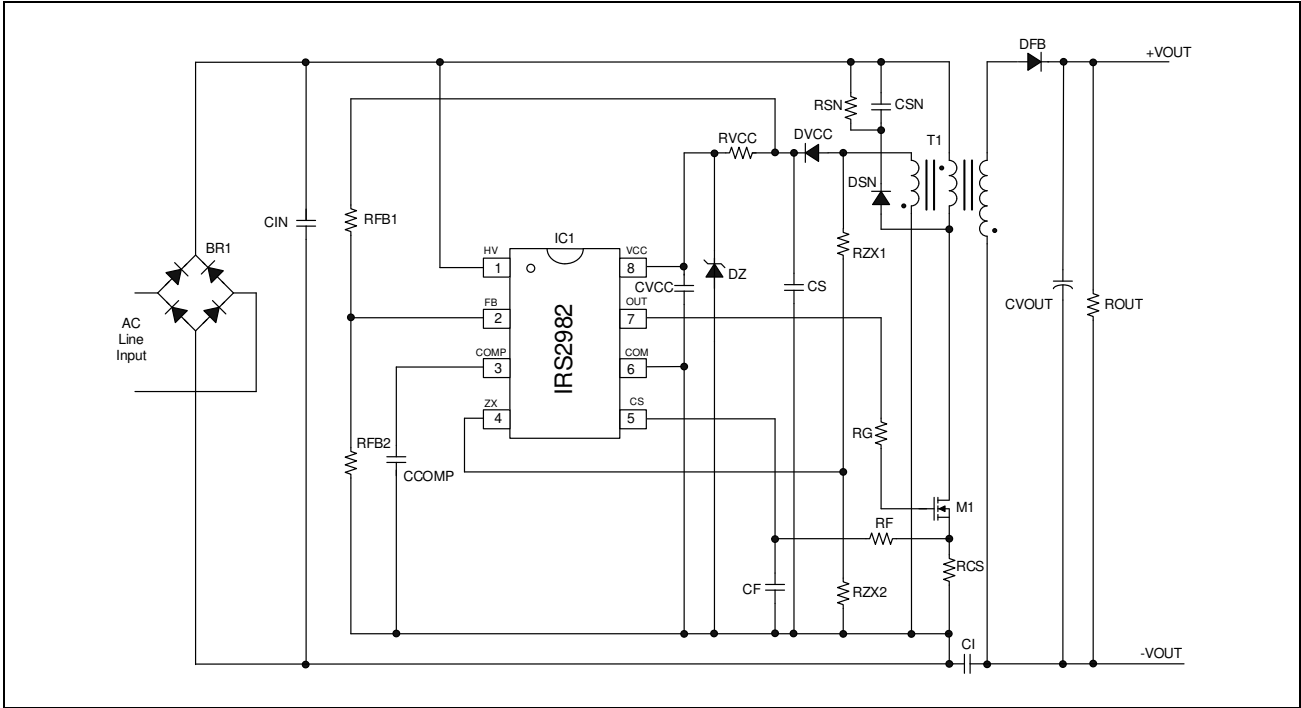 DFB
+VOUT
RSN
CSN
RVCC
DVCC
T1
DSN
CIN
RFB1
BR1
IC1
RZX1
HV
VCC
1
8
DZ
CVCC
CS
FB
OUT
2
7
CVOUT
ROUT
AC
Line
Input
COMP
COM
3
6
IRS2982
ZX
CS
4
5
RG
RFB2
CCOMP
M1
RF
RCS
CF
RZX2
CI
-VOUT